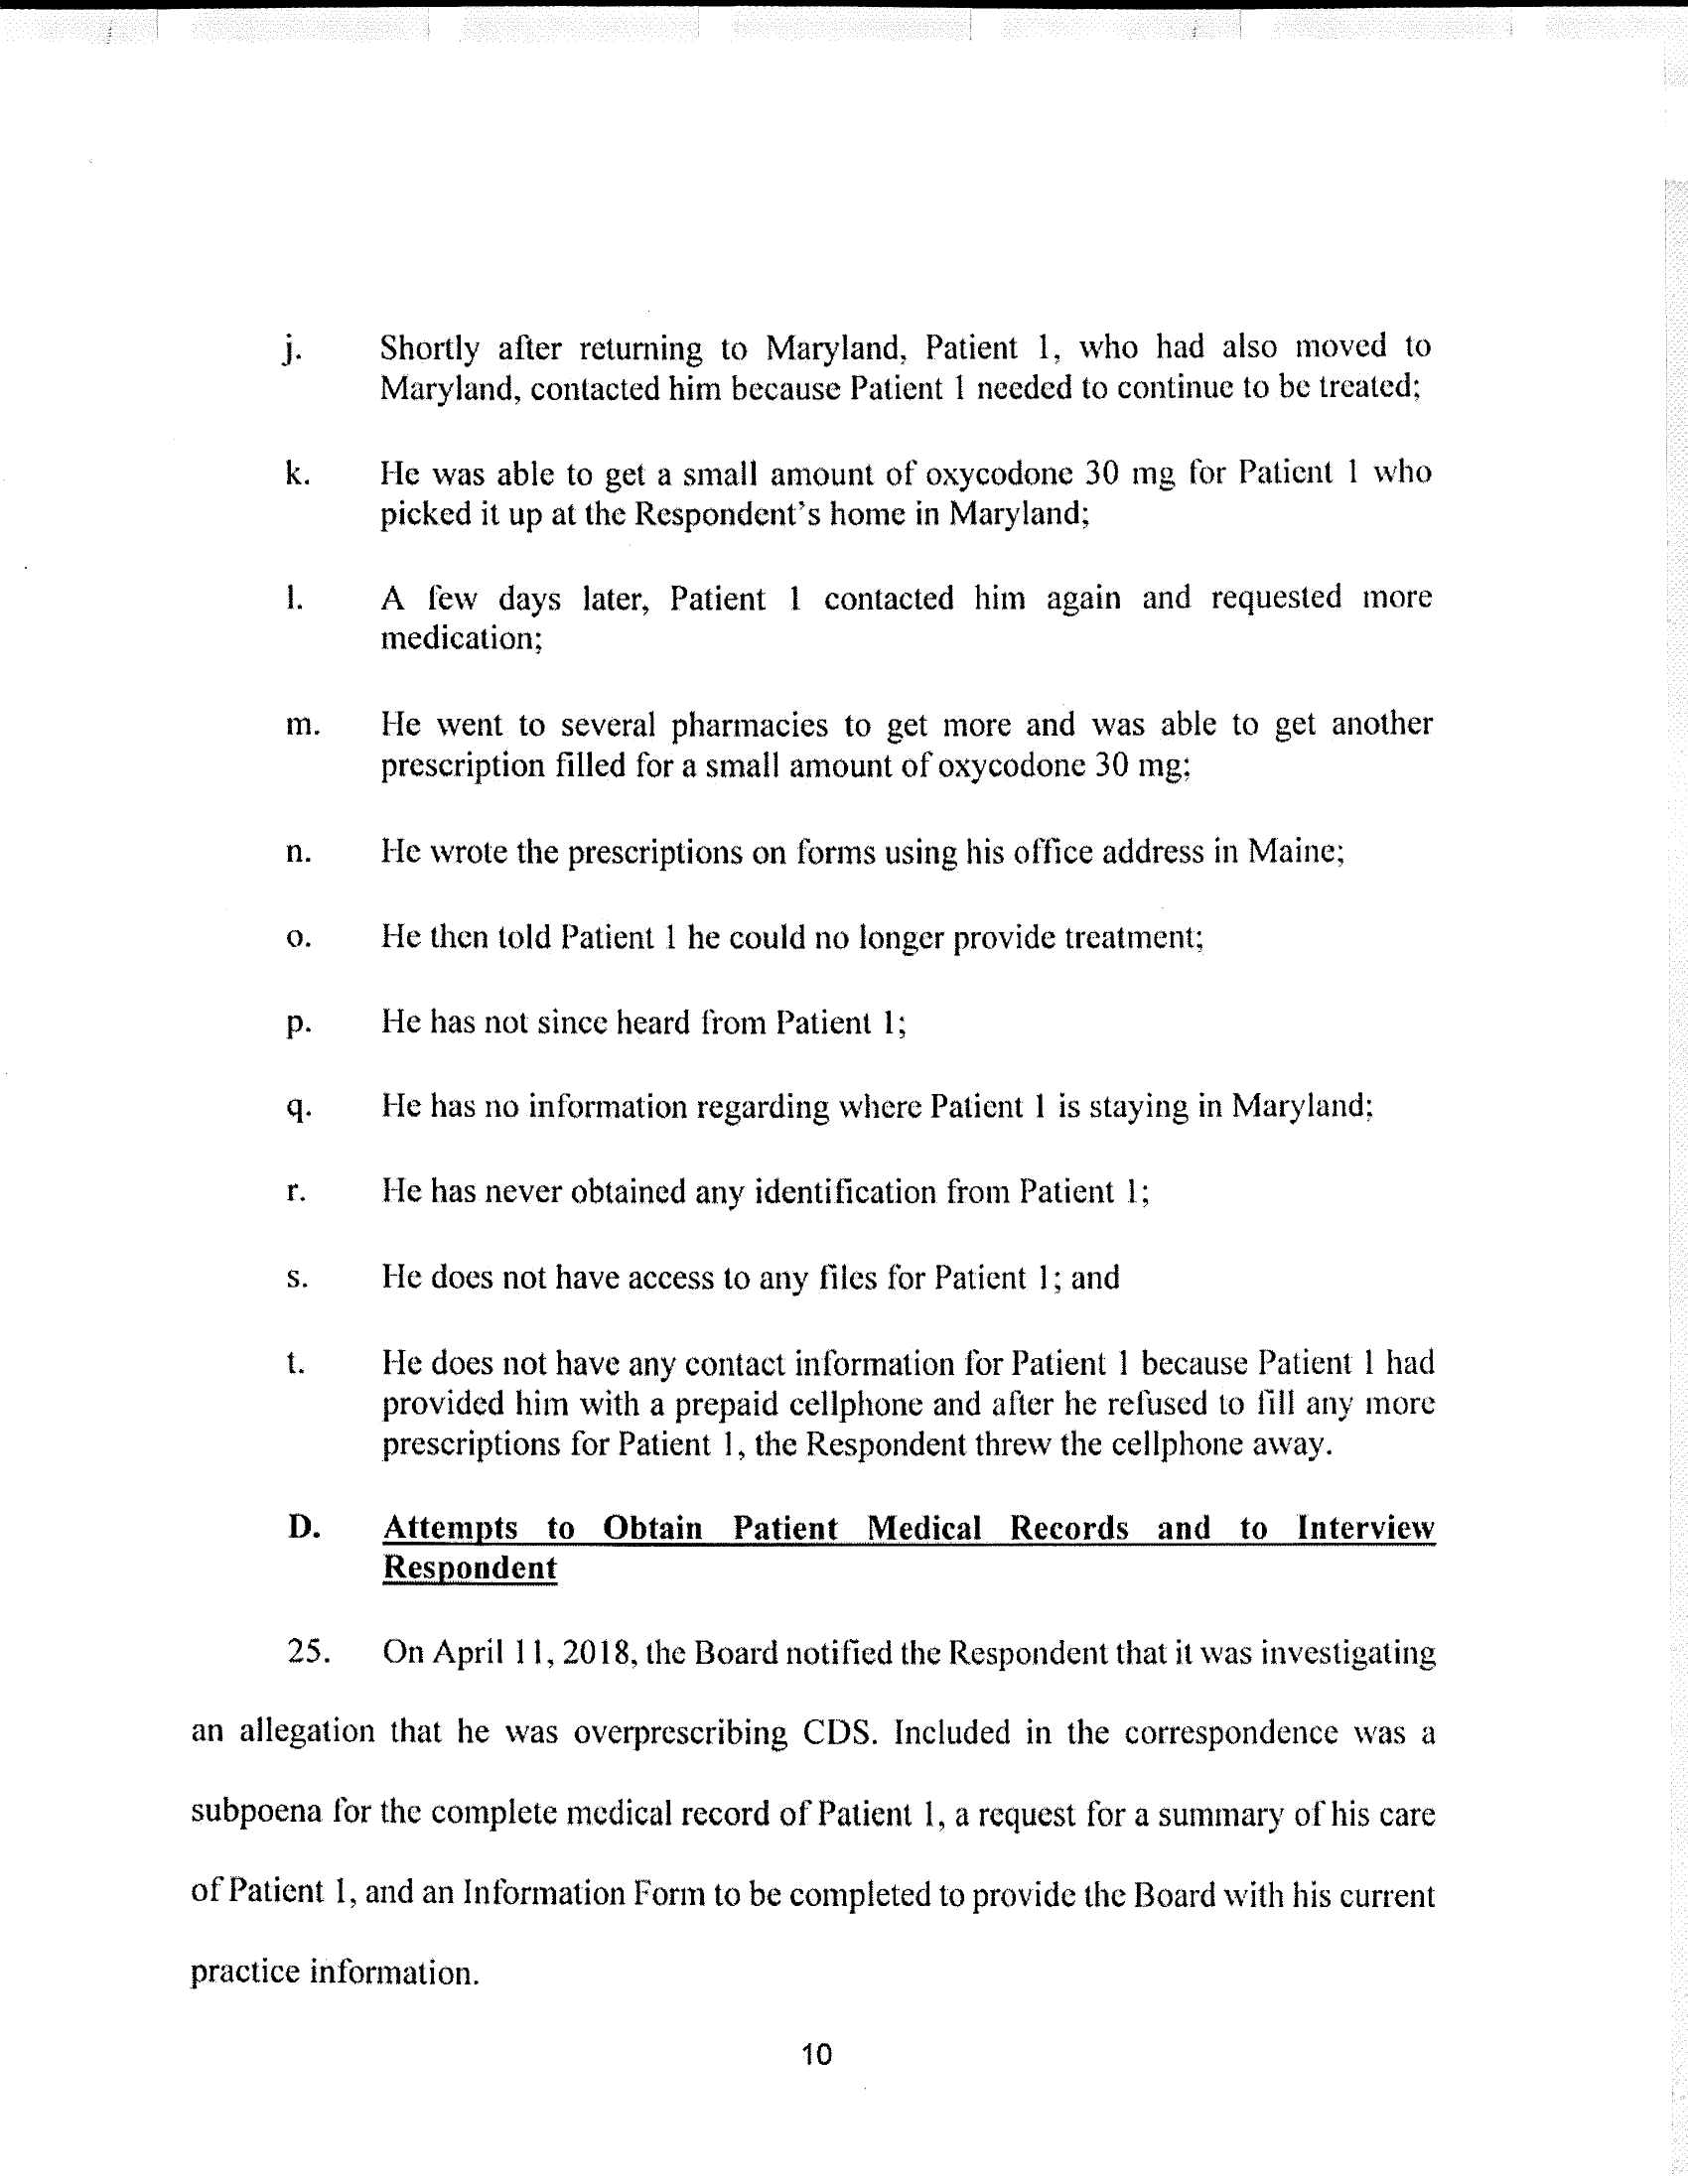 j. Shortly after returning to Maryland, Patient 1, who had also moved to
Maryland, contacted him because Patient 1 needed to continue to be treated;
k. He was able to get a small amount of oxycodone 30 mg for Patient 1 who
picked it up at the Respondent's home in Maryland;
l. A few days later, Patient 1 contacted him again and requested more
medication;
m. He went to several pharmacies to get more and was able to get another
prescription filled for a small amount of oxycodone 30 mg;
n. He wrote the prescriptions on forms using his office address in Maine;
o. He then told Patient 1 he could no longer provide treatment;
p. He has not since heard from Patient 1;
q. He has no information regarding where Patient 1 is staying in Maryland;
r. He has never obtained any identification from Patient 1;
s. He does not have access to any files for Patient 1; and
t. He does not have any contact information for Patient 1 because Patient 1 had
provided him with a prepaid cellphone and after he refused to fill any more
prescriptions for Patient 1, the Respondent threw the cellphone away.
D. Attempts to Obtain Patient Medical Records and to Interview
Respondent
25. On April 11, 2018, the Board notified the Respondent that it was investigating
an allegation that he was overprescribing CDS. Included in the correspondence was a
subpoena for the complete medical record of Patient 1, a request for a summary of his care
of Patient 1, and an Information Form to be completed to provide the Board with his current
practice information.
10